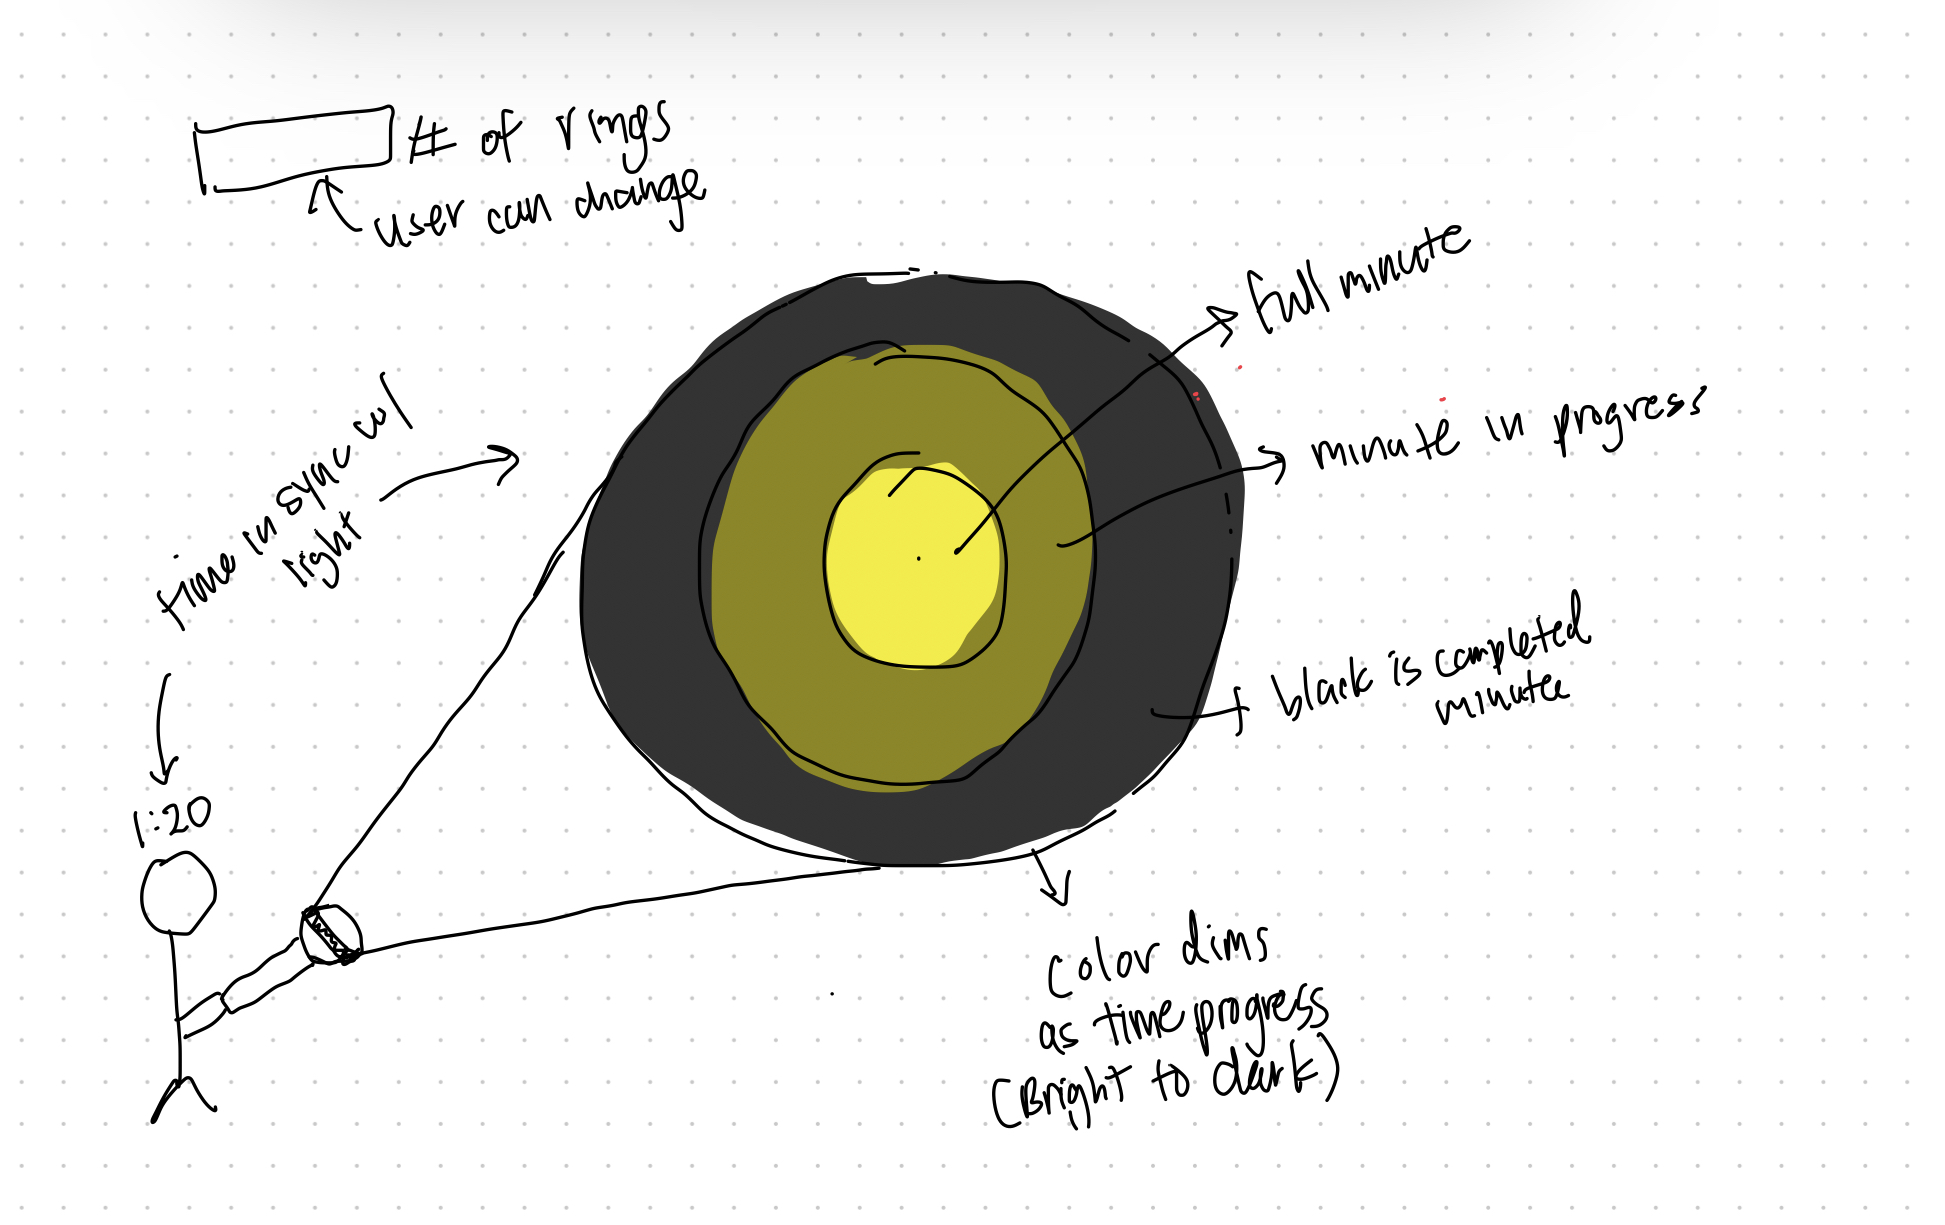 # of rings
user can change
full minute
minute in progress
time in sync w/
light
black is completed
minute
1:20
color dims
as time progress
(Bright to dark)